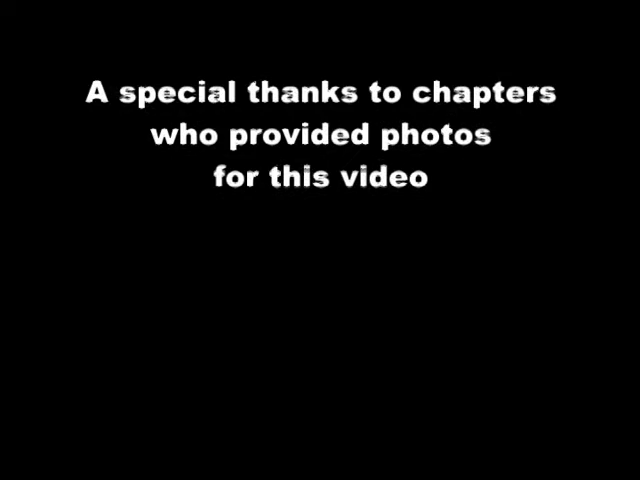 A special thanks to chapters
who provided photos
for this video